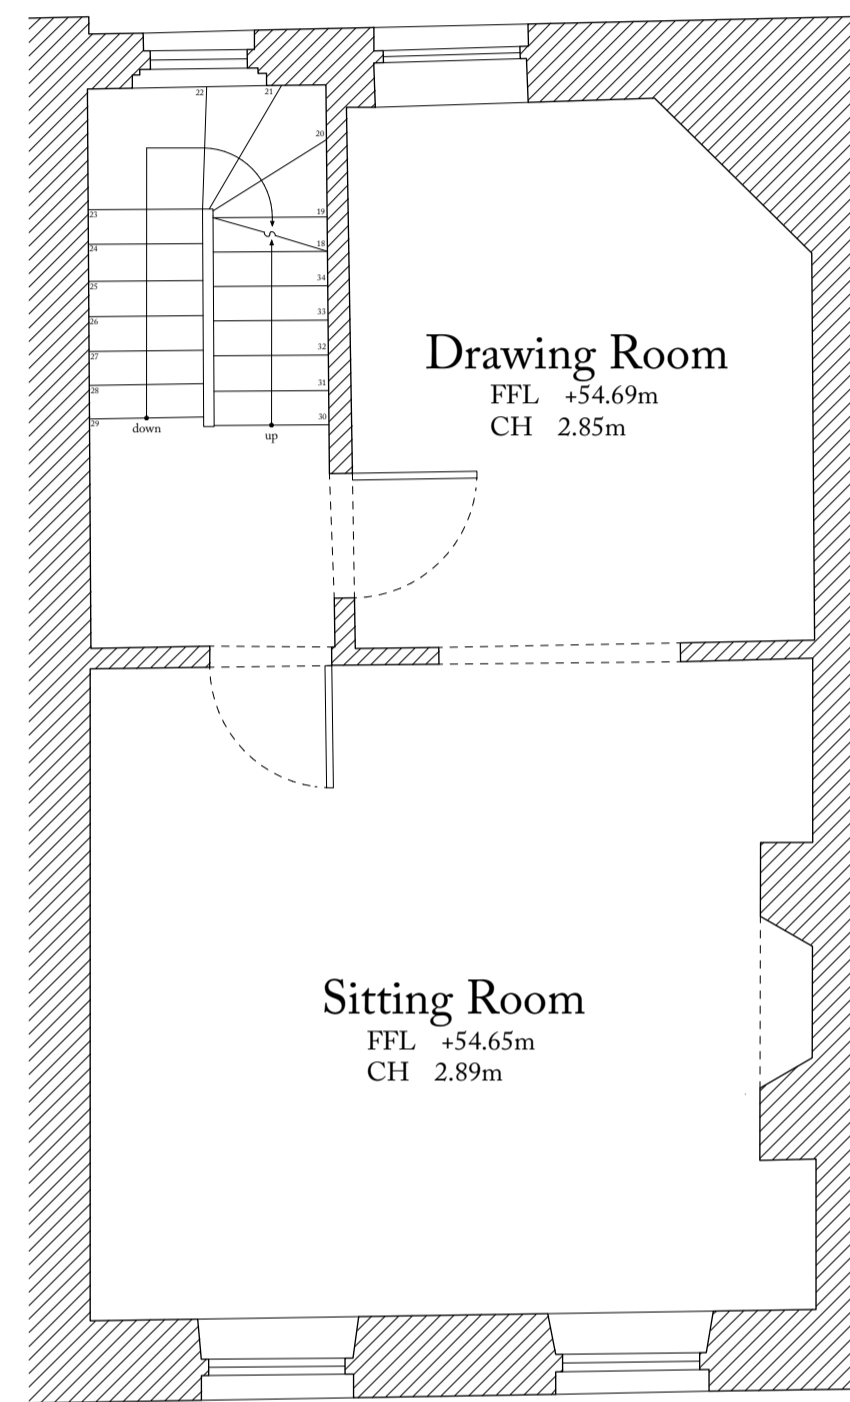 22
21
20
23
19
24
18
25
34
26
33
27
32
28
31
29
30
down
up
Drawing Room
FFL +54.69m
CH 2.85m
Sitting Room
FFL +54.65m
CH 2.89m